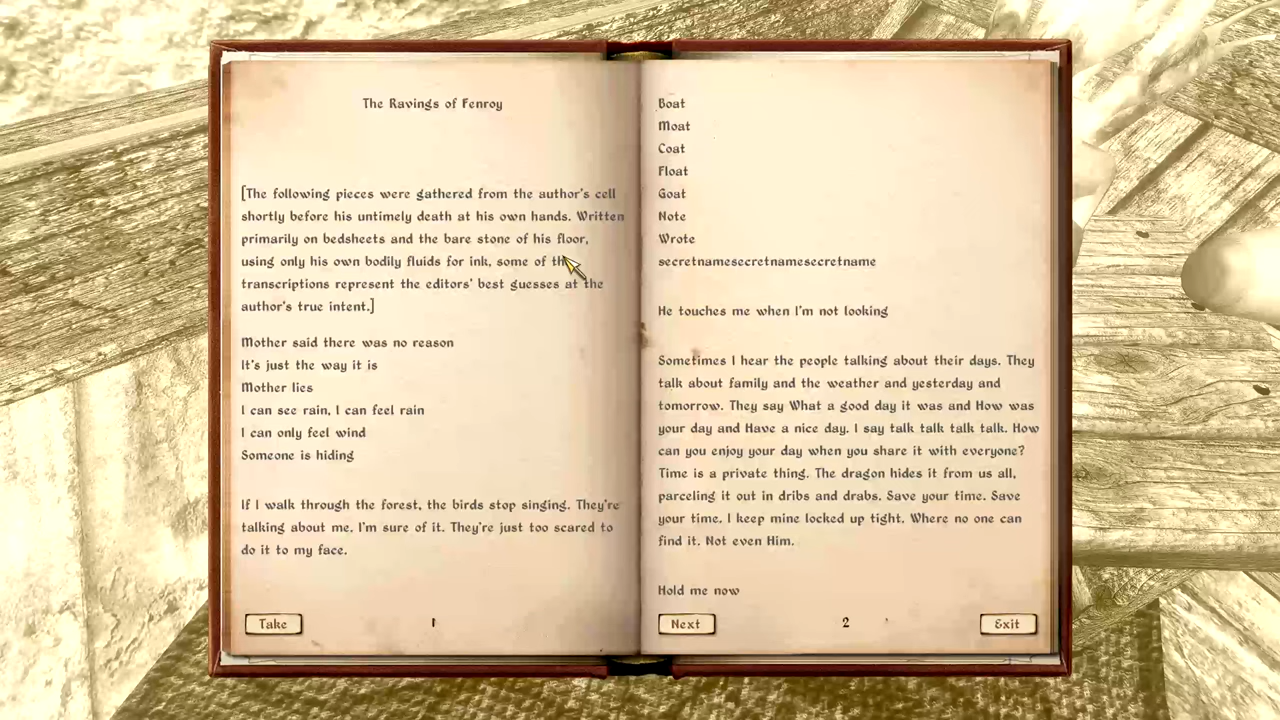 The Ravings of Fenroy
[The following pieces were gathered from the author's cell
shortly before his untimely death at his own hands. Written
primarily on bedsheets and the bare stone of his floor,
using only his own bodily fluids for ink, some of
transcriptions represent the editors' best guesses at the
author's true intent.]
Mother said there was no reason
It's just the way it is
Mother lies
I can see rain, I can feel rain
I can only feel wind
Someone is hiding
If I walk through the forest, the birds stop singing. They're
talking about me, I'm sure of it. They're just too scared to
do it to my face.
Take
1
Boat
Moat
Coat
Float
Goat
Note
Wrote
secretnamesecretnamesecretname
He touches me when I'm not looking
Sometimes I hear the people talking about their days. They
talk about family and the weather and yesterday and
tomorrow. They say What a good day it was and How was
your day and Have a nice day. I say talk talk talk talk. How
can you enjoy your day when you share it with everyone?
Time is a private thing. The dragon hides it from us all,
parceling it out in dribs and drabs. Save your time. Save
your time. I keep mine locked up tight. Where no one can
find it. Not even Him.
Hold me now
Next
2
Exit